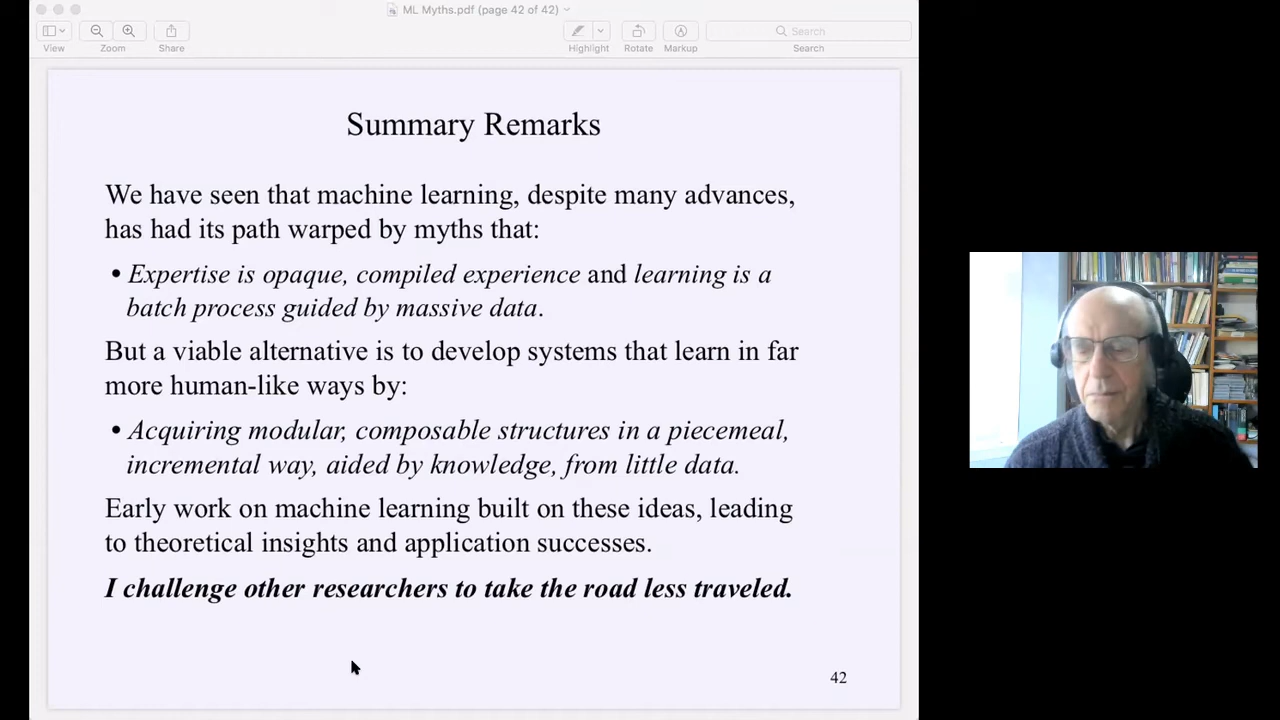 ML Myths.pdf (page 42 of 42)
View
Zoom
Share
Highlight
Rotate
Markup
Search
Search
Summary Remarks
We have seen that machine learning, despite many advances,
has had its path warped by myths that:
• Expertise is opaque, compiled experience and learning is a
batch process guided by massive data.
But a viable alternative is to develop systems that learn in far
more human-like ways by:
• Acquiring modular, composable structures in a piecemeal,
incremental way, aided by knowledge, from little data.
Early work on machine learning built on these ideas, leading
to theoretical insights and application successes.
I challenge other researchers to take the road less traveled.
42